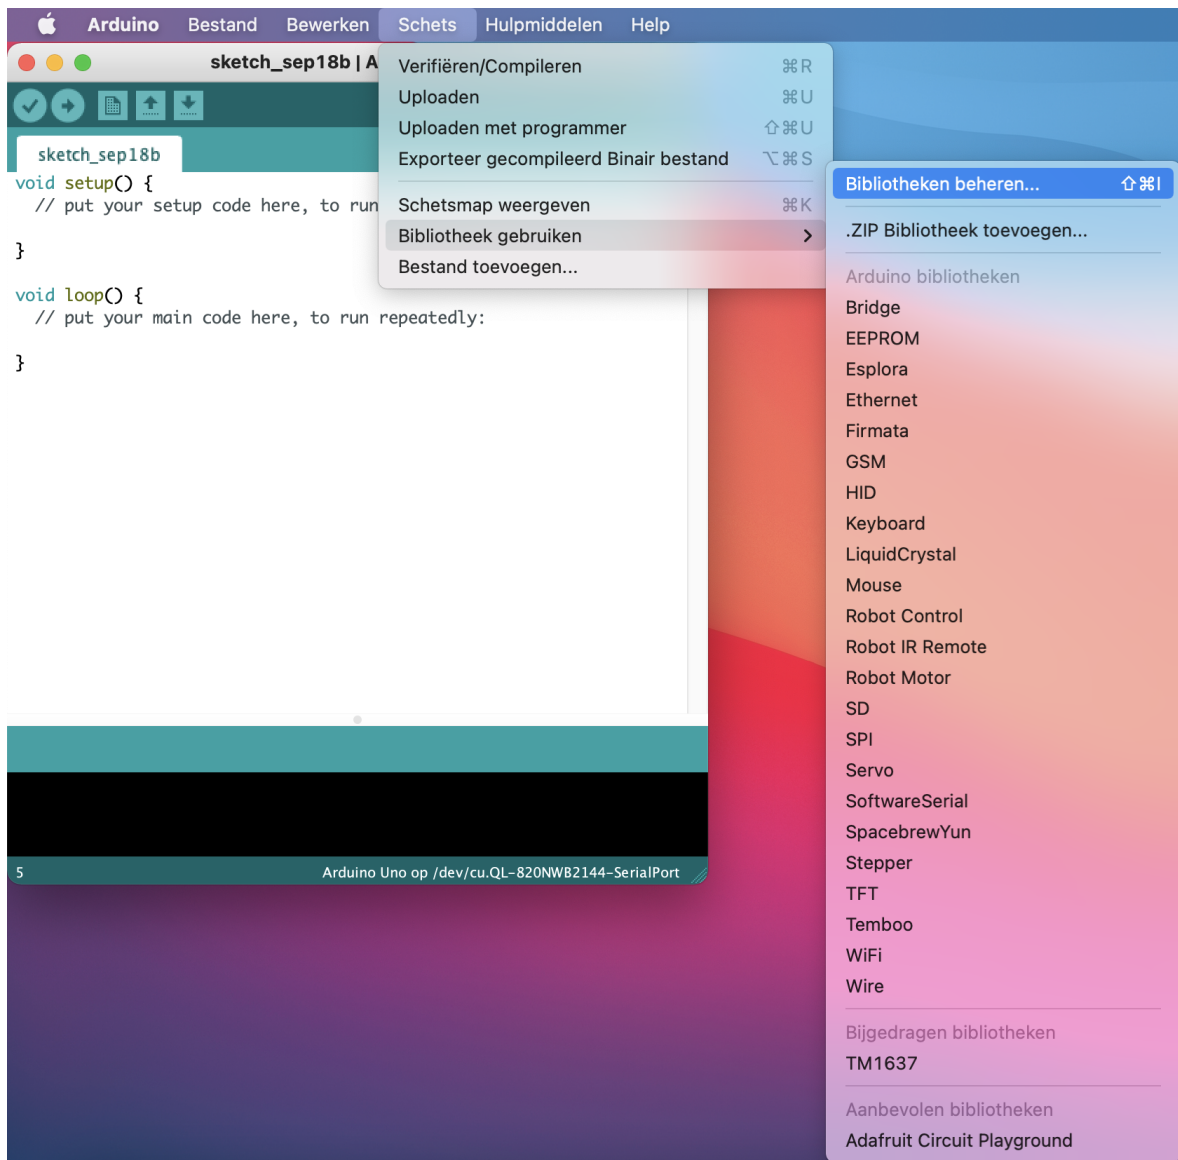 Arduino Bestand Bewerken Schets Hulpmiddelen Help
sketch_sep18b | A
Verifiëren/Compileren ⌘R
Uploaden ⌘U
Uploaden met programmer ⇧⌘U
Exporteer gecompileerd Binair bestand ⌥⌘S
Schetsmap weergeven ⌘K
Bibliotheek gebruiken
Bestand toevoegen...
sketch_sep18b
void setup() {
// put your setup code here, to run
}
void loop() {
// put your main code here, to run repeatedly:
}
Bibliotheken beheren... ⇧⌘I
.ZIP Bibliotheek toevoegen...
Arduino bibliotheken
Bridge
EEPROM
Esplora
Ethernet
Firmata
GSM
HID
Keyboard
LiquidCrystal
Mouse
Robot Control
Robot IR Remote
Robot Motor
SD
SPI
Servo
SoftwareSerial
SpacebrewYun
Stepper
TFT
Temboo
WiFi
Wire
Bijgedragen bibliotheken
TM1637
Aanbevolen bibliotheken
Adafruit Circuit Playground
5 Arduino Uno op /dev/cu.QL-820NWB2144-SerialPort